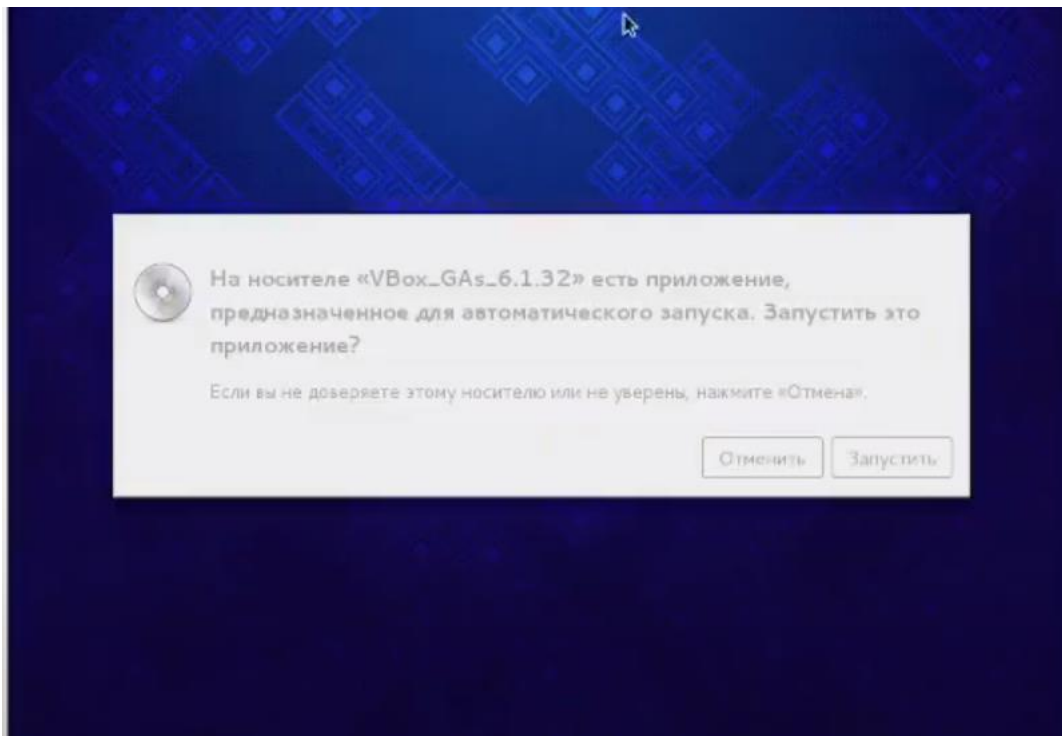 На носителе «VBox_GAs_6.1.32» есть приложение,
предназначенное для автоматического запуска. Запустить это
приложение?
Если вы не доверяете этому носителю или не уверены, нажмите «Отмена».
Отменить
Запустить